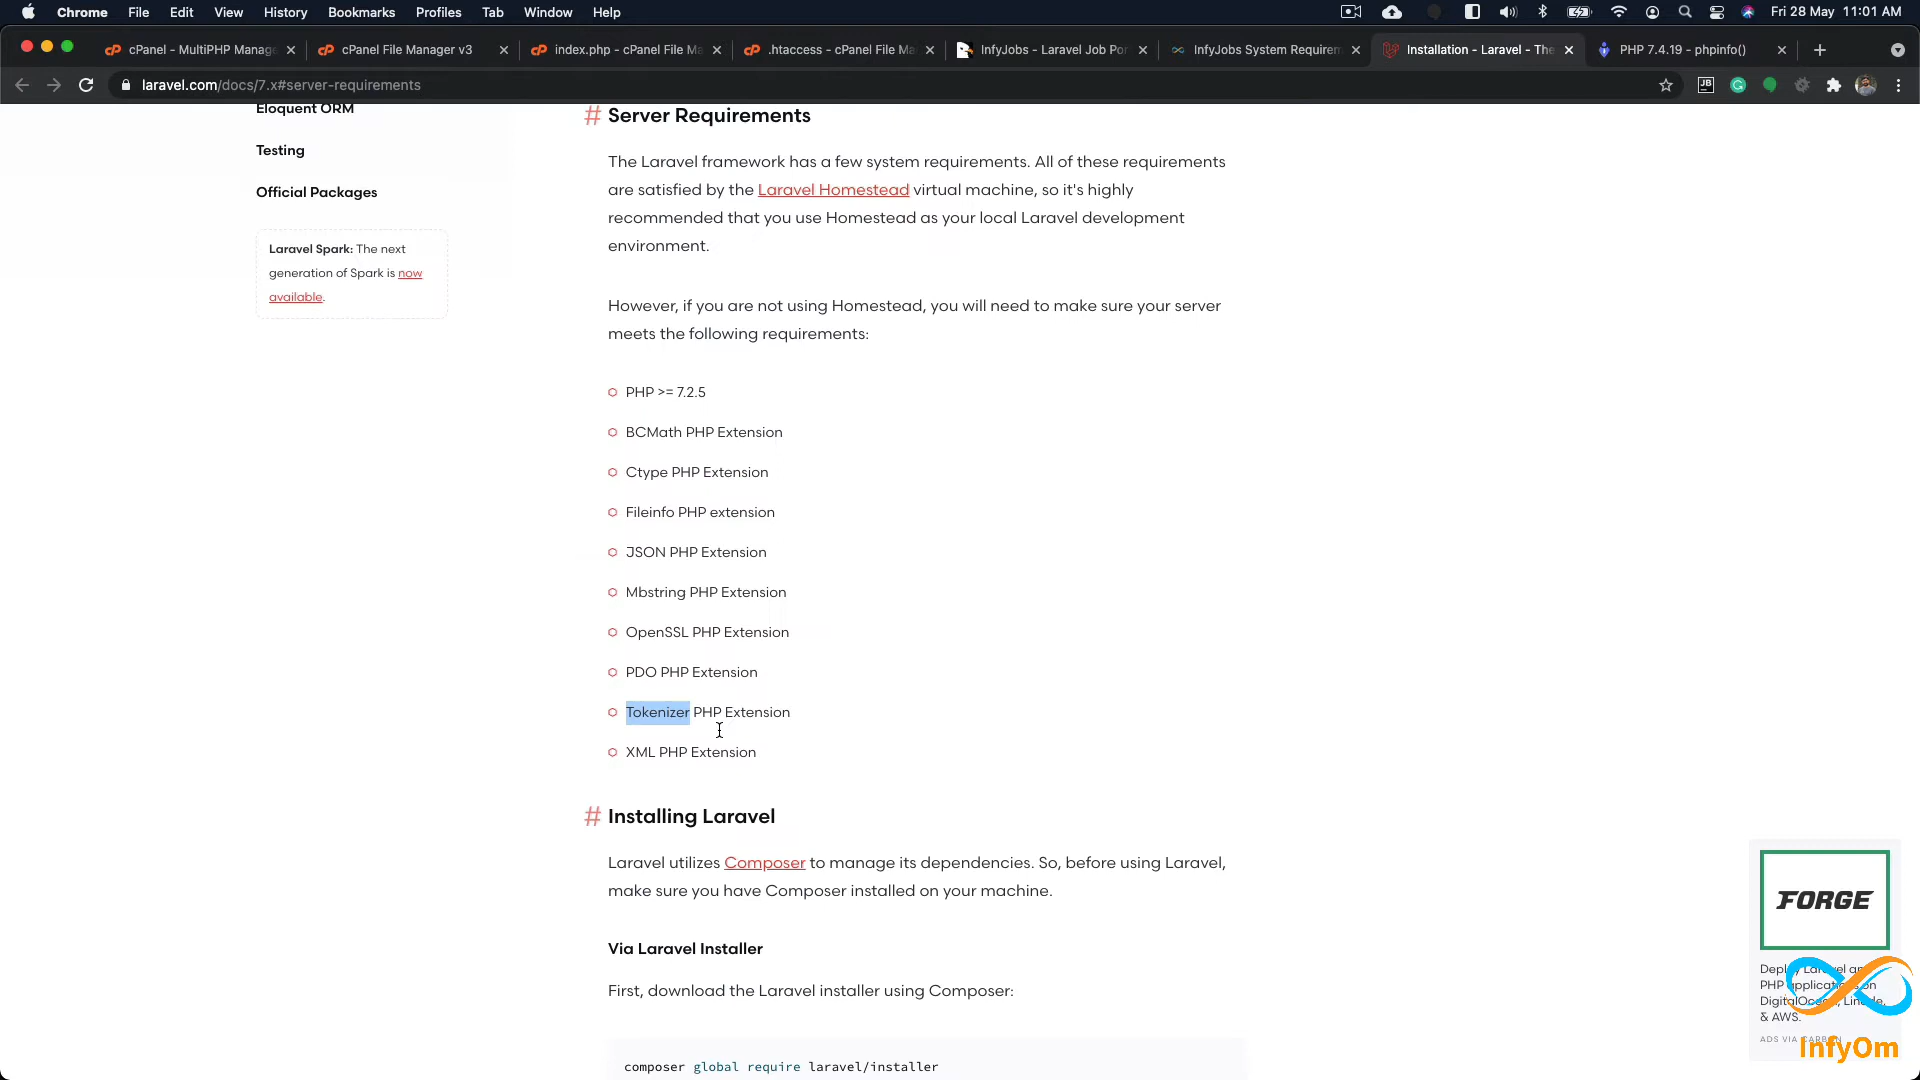 Chrome File Edit View History Bookmarks Profiles Tab Window Help Fri 28 May 11:01 AM
cPanel - MultiPHP Manage
cPanel File Manager v3
index.php - cPanel File Ma
.htaccess - cPanel File Ma
InfyJobs - Laravel Job Por
InfyJobs System Requirem
Installation - Laravel - The
PHP 7.4.19 - phpinfo()
laravel.com/docs/7.x#server-requirements
JB
Eloquent ORM
Testing
Official Packages
Laravel Spark: The next
generation of Spark is now
available.
# Server Requirements
The Laravel framework has a few system requirements. All of these requirements
are satisfied by the Laravel Homestead virtual machine, so it's highly
recommended that you use Homestead as your local Laravel development
environment.
However, if you are not using Homestead, you will need to make sure your server
meets the following requirements:
PHP >= 7.2.5
BCMath PHP Extension
Ctype PHP Extension
Fileinfo PHP extension
JSON PHP Extension
Mbstring PHP Extension
OpenSSL PHP Extension
PDO PHP Extension
Tokenizer PHP Extension
XML PHP Extension
# Installing Laravel
Laravel utilizes Composer to manage its dependencies. So, before using Laravel,
make sure you have Composer installed on your machine.
Via Laravel Installer
First, download the Laravel installer using Composer:
composer global require laravel/installer
FORGE
PHP
& AWS.
ADS VIA
InfyOm